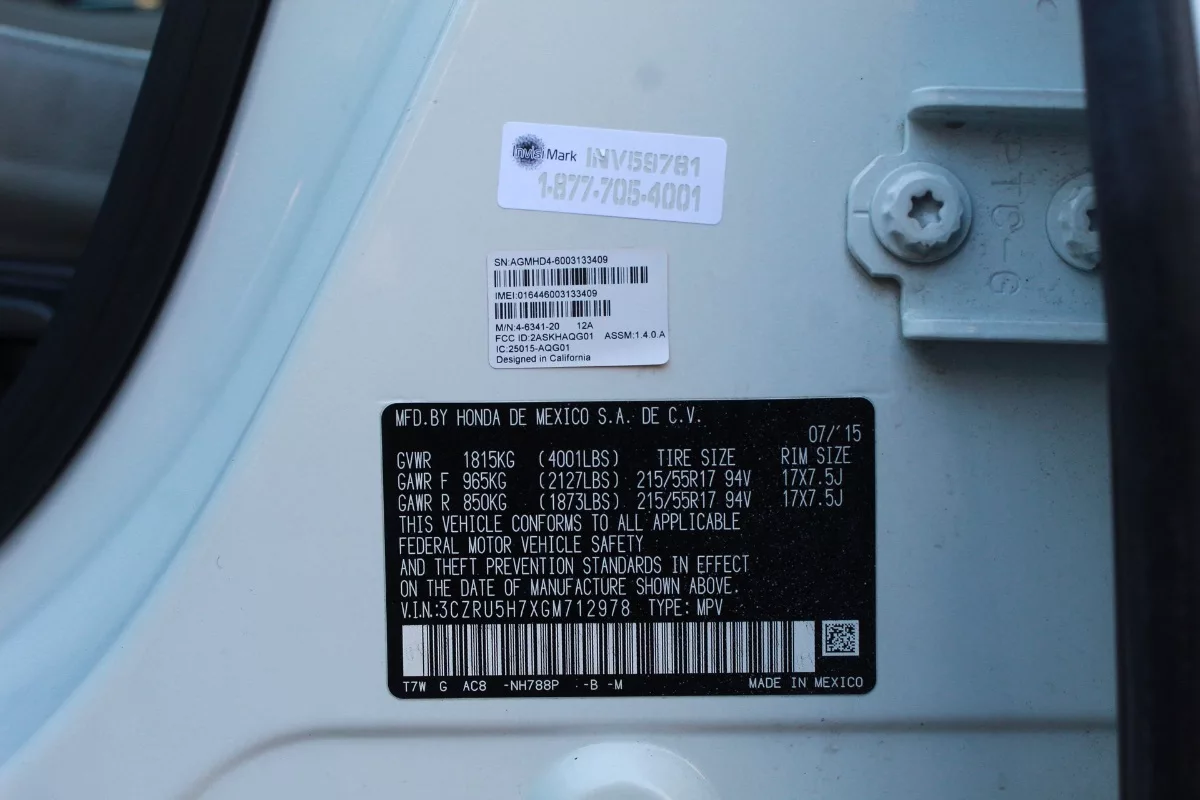 InvisiMark INV59781
1-877-705-4001
SN:AGMHD4-6003133409
IMEI:016446003133409
M/N:4-6341-20 12A
FCC ID:2ASKHAQG01 ASSM:1.4.0.A
IC:25015-AQG01
Designed in California
MFD.BY HONDA DE MEXICO S.A. DE C.V.
07/'15
GVWR 1815KG (4001LBS) TIRE SIZE RIM SIZE
GAWR F 965KG (2127LBS) 215/55R17 94V 17X7.5J
GAWR R 850KG (1873LBS) 215/55R17 94V 17X7.5J
THIS VEHICLE CONFORMS TO ALL APPLICABLE
FEDERAL MOTOR VEHICLE SAFETY
AND THEFT PREVENTION STANDARDS IN EFFECT
ON THE DATE OF MANUFACTURE SHOWN ABOVE.
V.I.N.:3CZRU5H7XGM712978 TYPE: MPV
T7W G AC8 -NH788P -B -M MADE IN MEXICO